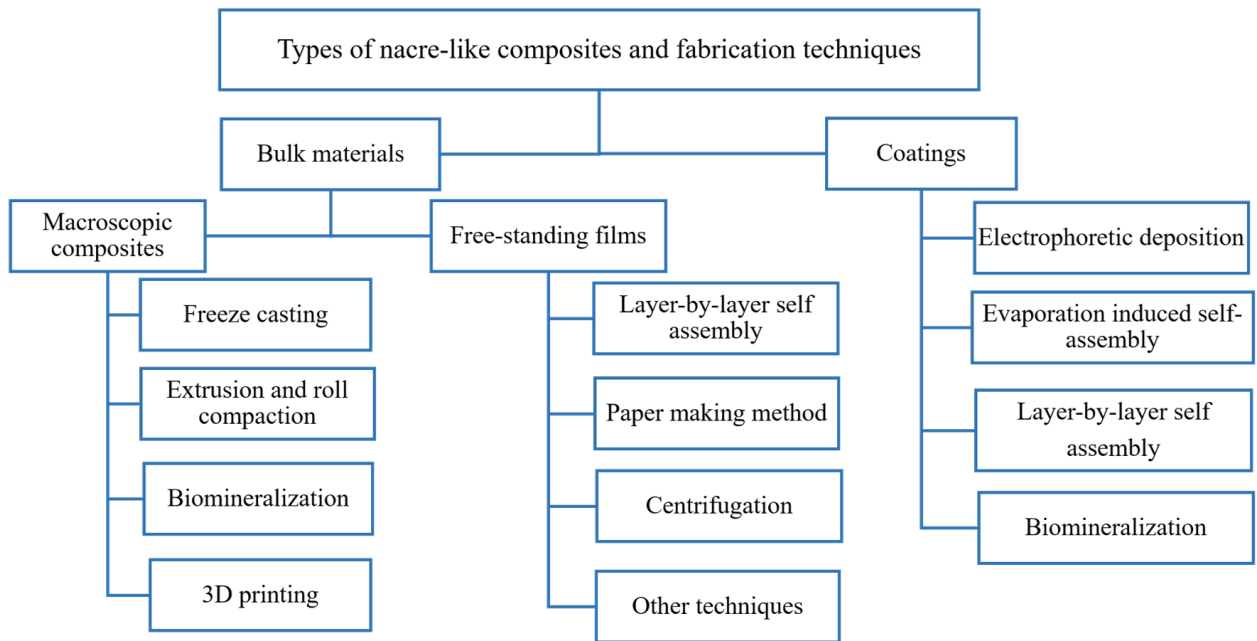 Types of nacre-like composites and fabrication techniques
Bulk materials
Coatings
Macroscopic
composites
Free-standing films
Freeze casting
Extrusion and roll
compaction
Biomineralization
3D printing
Layer-by-layer self
assembly
Paper making method
Centrifugation
Other techniques
Electrophoretic deposition
Evaporation induced self-
assembly
Layer-by-layer self
assembly
Biomineralization